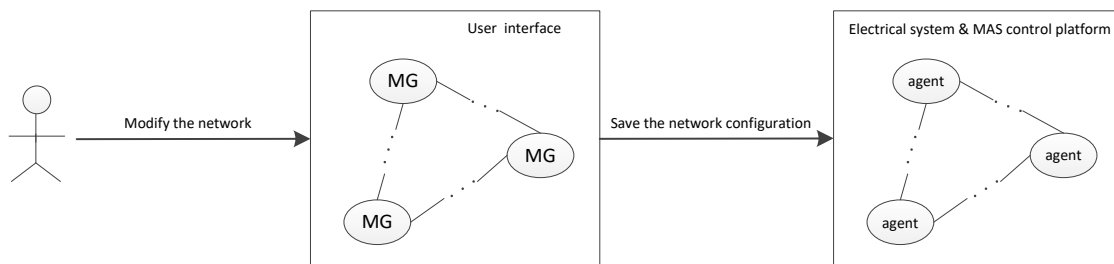 Modify the network
User interface
MG
MG
MG
Save the network configuration
Electrical system & MAS control platform
agent
agent
agent